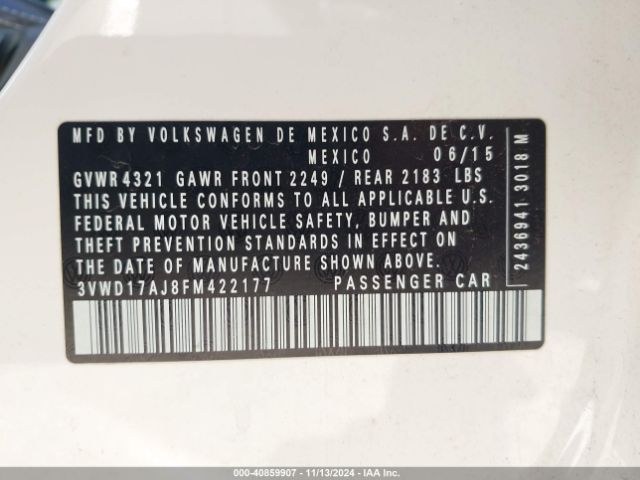 MFD BY VOLKSWAGEN DE MEXICO S.A. DE C.V.
MEXICO 06/15
GVWR 4321 GAWR FRONT 2249 / REAR 2183 LBS
THIS VEHICLE CONFORMS TO ALL APPLICABLE U.S.
FEDERAL MOTOR VEHICLE SAFETY, BUMPER AND
THEFT PREVENTION STANDARDS IN EFFECT ON
THE DATE OF MANUFACTURE SHOWN ABOVE.
3VWD17AJ8FM422177 PASSENGER CAR
2436941 3018 M
000-40859907 - 11/13/2024 - IAA Inc.